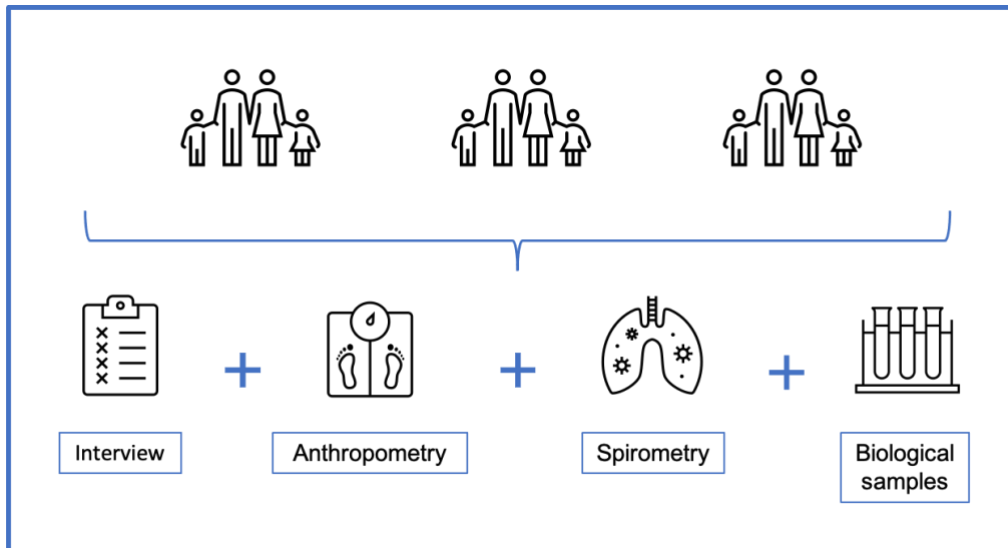 Interview
Anthropometry
Spirometry
Biological
samples